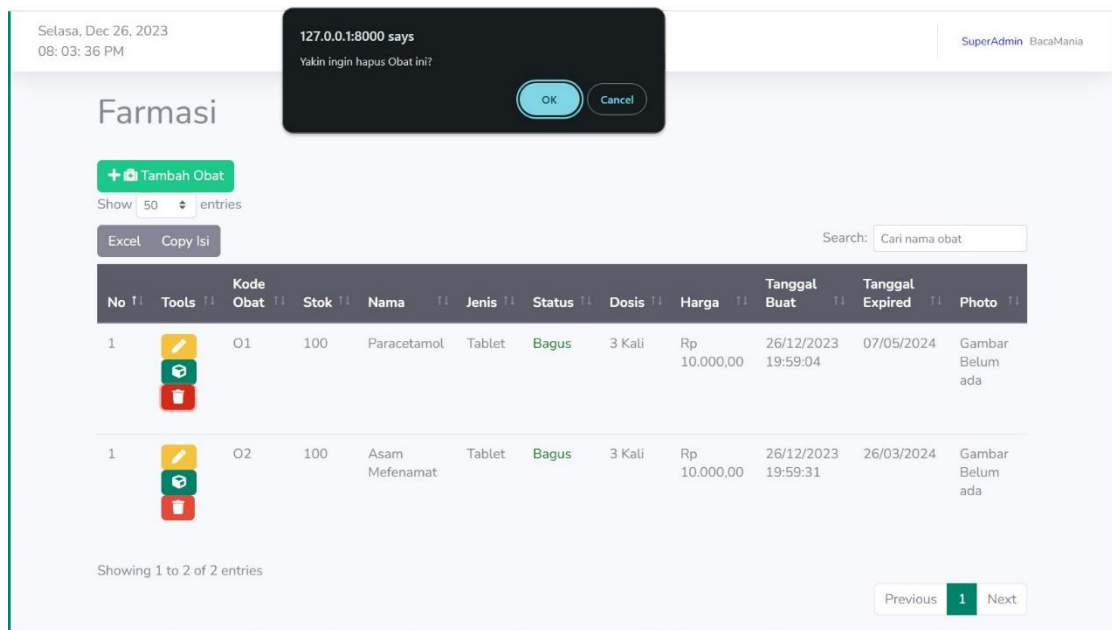 Selasa, Dec 26, 2023
08: 03: 36 PM
127.0.0.1:8000 says
Yakin ingin hapus Obat ini?
OK Cancel
SuperAdmin BacaMania
Farmasi
Tambah Obat
Show 50 entries
Excel Copy Isi
Search: Cari nama obat
No Tools Kode Obat Stok Nama Jenis Status Dosis Harga Tanggal Buat Tanggal Expired Photo
1 O1 100 Paracetamol Tablet Bagus 3 Kali Rp 10.000,00 26/12/2023 19:59:04 07/05/2024 Gambar Belum ada
1 O2 100 Asam Mefenamat Tablet Bagus 3 Kali Rp 10.000,00 26/12/2023 19:59:31 26/03/2024 Gambar Belum ada
Showing 1 to 2 of 2 entries
Previous 1 Next